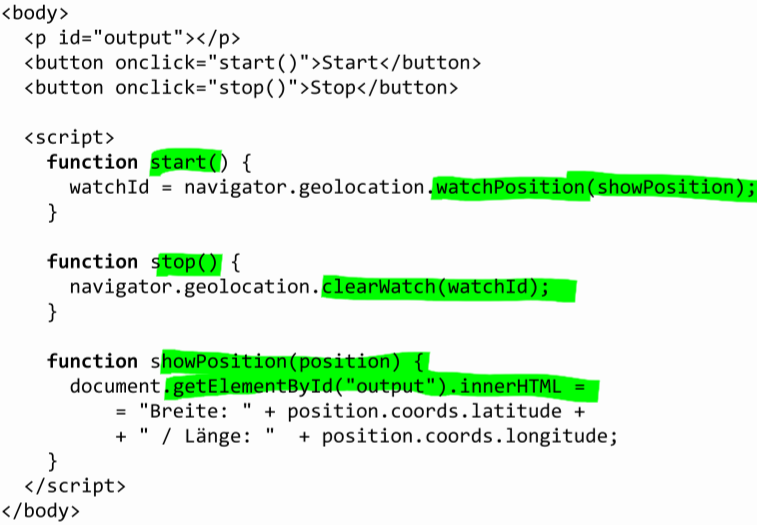 <body>
  <p id="output"></p>
  <button onclick="start()">Start</button>
  <button onclick="stop()">Stop</button>

  <script>
    function start() {
      watchId = navigator.geolocation.watchPosition(showPosition);
    }

    function stop() {
      navigator.geolocation.clearWatch(watchId);
    }

    function showPosition(position) {
      document.getElementById("output").innerHTML =
          = "Breite: " + position.coords.latitude +
          + " / Länge: "  + position.coords.longitude;
    }
  </script>
</body>